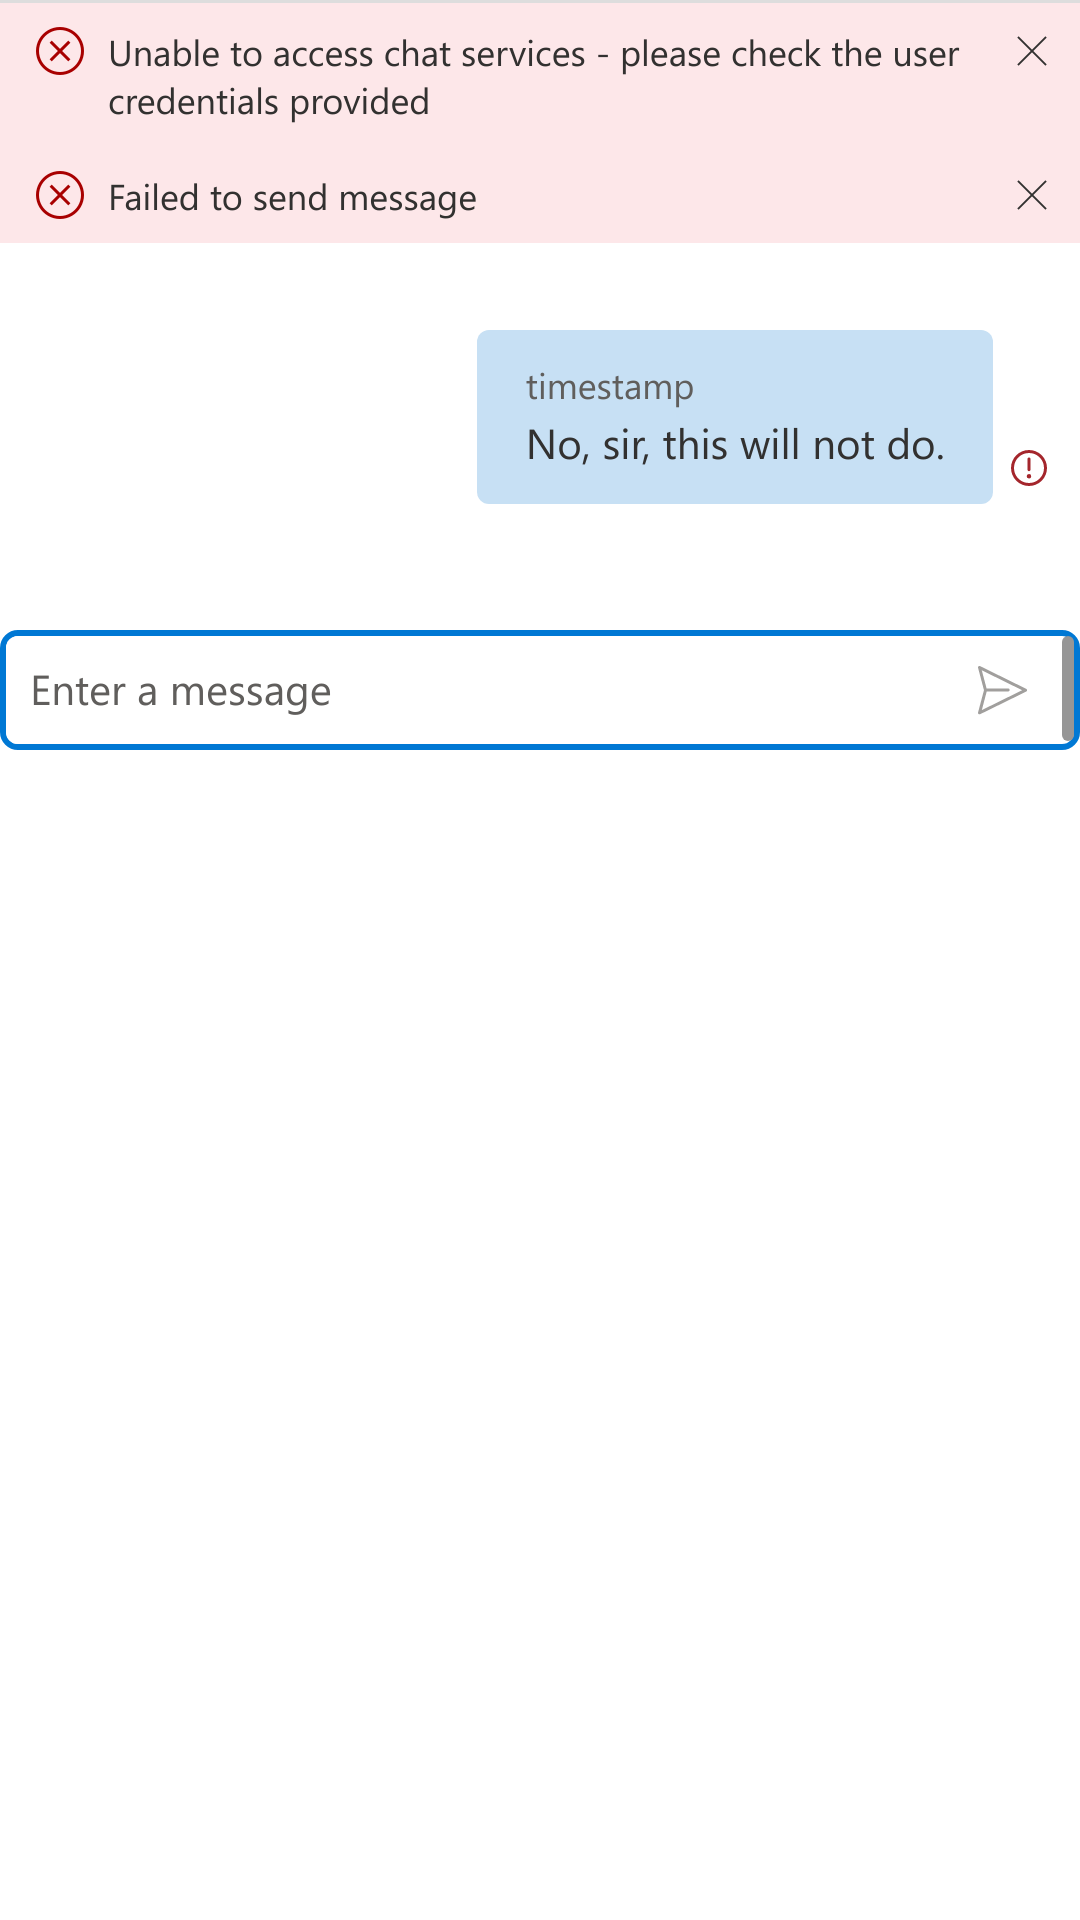 Unable to access chat services - please check the user
credentials provided
Failed to send message
timestamp
No, sir, this will not do.
Enter a message